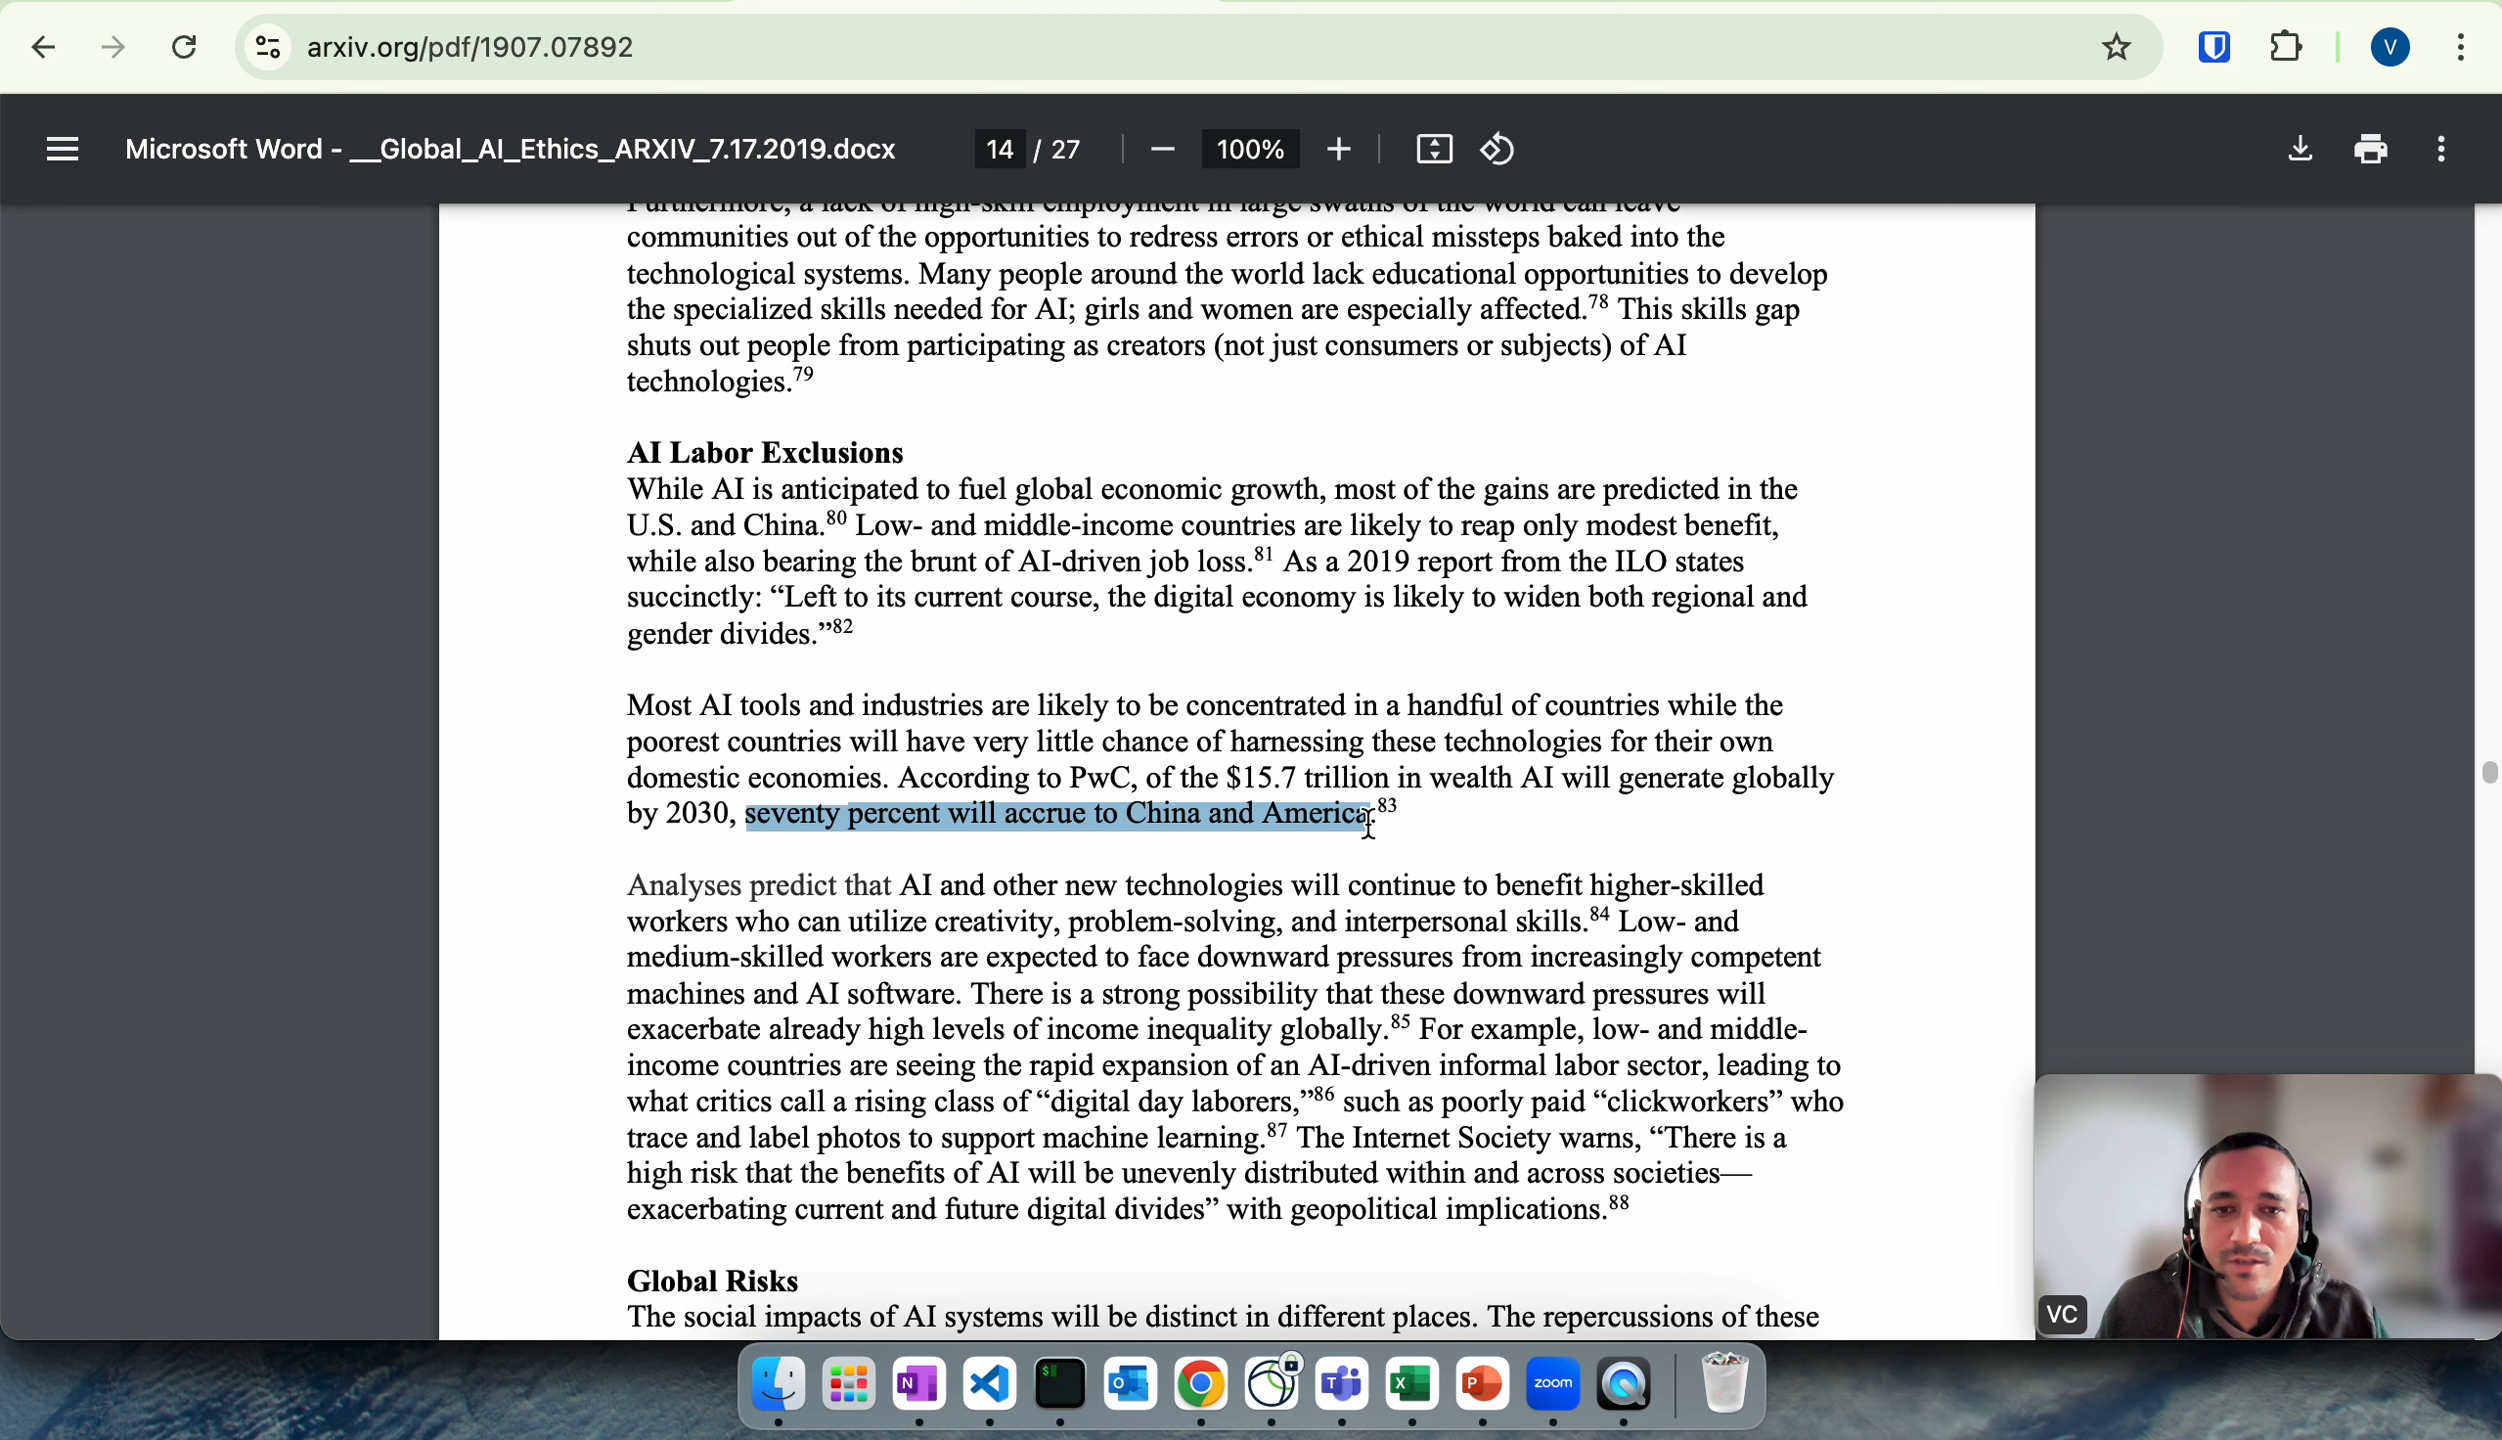 arxiv.org/pdf/1907.07892
V
Microsoft Word - __Global_AI_Ethics_ARXIV_7.17.2019.docx
14 / 27
100%
Furthermore, a lack of high-skill employment in large swaths of the world can leave
communities out of the opportunities to redress errors or ethical missteps baked into the
technological systems. Many people around the world lack educational opportunities to develop
the specialized skills needed for AI; girls and women are especially affected.78 This skills gap
shuts out people from participating as creators (not just consumers or subjects) of AI
technologies.79
AI Labor Exclusions
While AI is anticipated to fuel global economic growth, most of the gains are predicted in the
U.S. and China.80 Low- and middle-income countries are likely to reap only modest benefit,
while also bearing the brunt of AI-driven job loss.81 As a 2019 report from the ILO states
succinctly: “Left to its current course, the digital economy is likely to widen both regional and
gender divides.”82
Most AI tools and industries are likely to be concentrated in a handful of countries while the
poorest countries will have very little chance of harnessing these technologies for their own
domestic economies. According to PwC, of the $15.7 trillion in wealth AI will generate globally
by 2030, seventy percent will accrue to China and America.83
Analyses predict that AI and other new technologies will continue to benefit higher-skilled
workers who can utilize creativity, problem-solving, and interpersonal skills.84 Low- and
medium-skilled workers are expected to face downward pressures from increasingly competent
machines and AI software. There is a strong possibility that these downward pressures will
exacerbate already high levels of income inequality globally.85 For example, low- and middle-
income countries are seeing the rapid expansion of an AI-driven informal labor sector, leading to
what critics call a rising class of “digital day laborers,”86 such as poorly paid “clickworkers” who
trace and label photos to support machine learning.87 The Internet Society warns, “There is a
high risk that the benefits of AI will be unevenly distributed within and across societies—
exacerbating current and future digital divides” with geopolitical implications.88
Global Risks
The social impacts of AI systems will be distinct in different places. The repercussions of these
VC
N
$
O
T
X
P
zoom